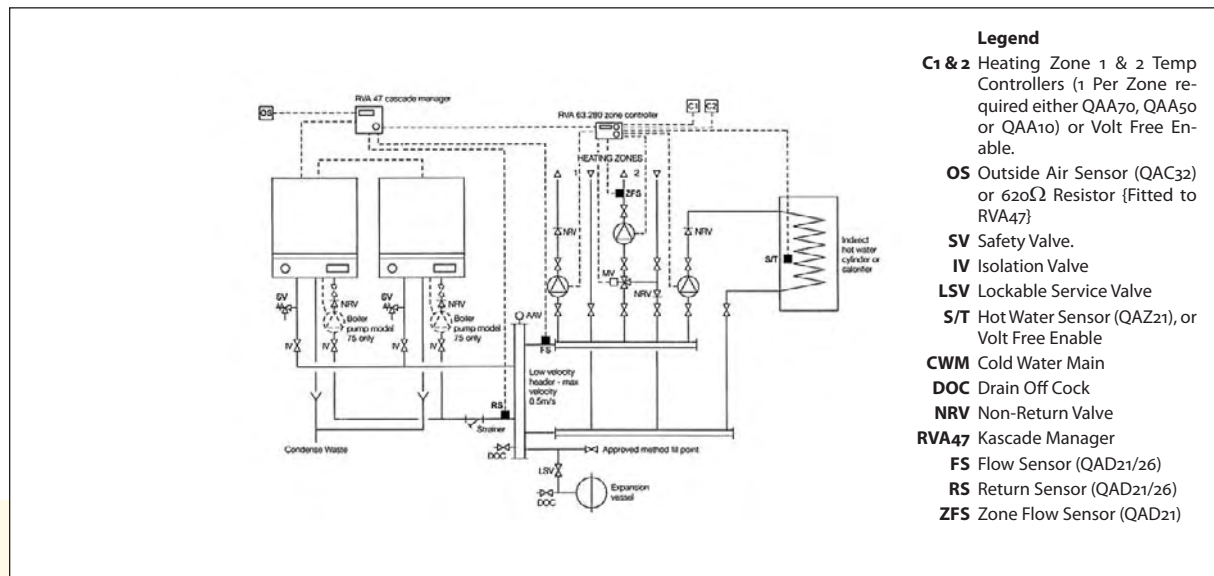 RVA 47 cascade manager
OS
C1
C2
RVA 63.280 zone controller
HEATING ZONES
1
2
ZFS
NRV
NRV
MV
NRV
S/T
Indirect
hot water
cylinder or
calorifier
SV
NRV
Boiler
pump model
75 only
IV
IV
SV
NRV
Boiler
pump model
75 only
IV
IV
AAV
FS
Low velocity
header - max
velocity
0.5m/s
RS
Strainer
Condense Waste
DOC
Approved method fill point
LSV
DOC
Expansion
vessel
Legend
C1 & 2 Heating Zone 1 & 2 Temp
Controllers (1 Per Zone re-
quired either QAA70, QAA50
or QAA10) or Volt Free En-
able.
OS Outside Air Sensor (QAC32)
or 620Ω Resistor {Fitted to
RVA47}
SV Safety Valve.
IV Isolation Valve
LSV Lockable Service Valve
S/T Hot Water Sensor (QAZ21), or
Volt Free Enable
CWM Cold Water Main
DOC Drain Off Cock
NRV Non-Return Valve
RVA47 Kascade Manager
FS Flow Sensor (QAD21/26)
RS Return Sensor (QAD21/26)
ZFS Zone Flow Sensor (QAD21)